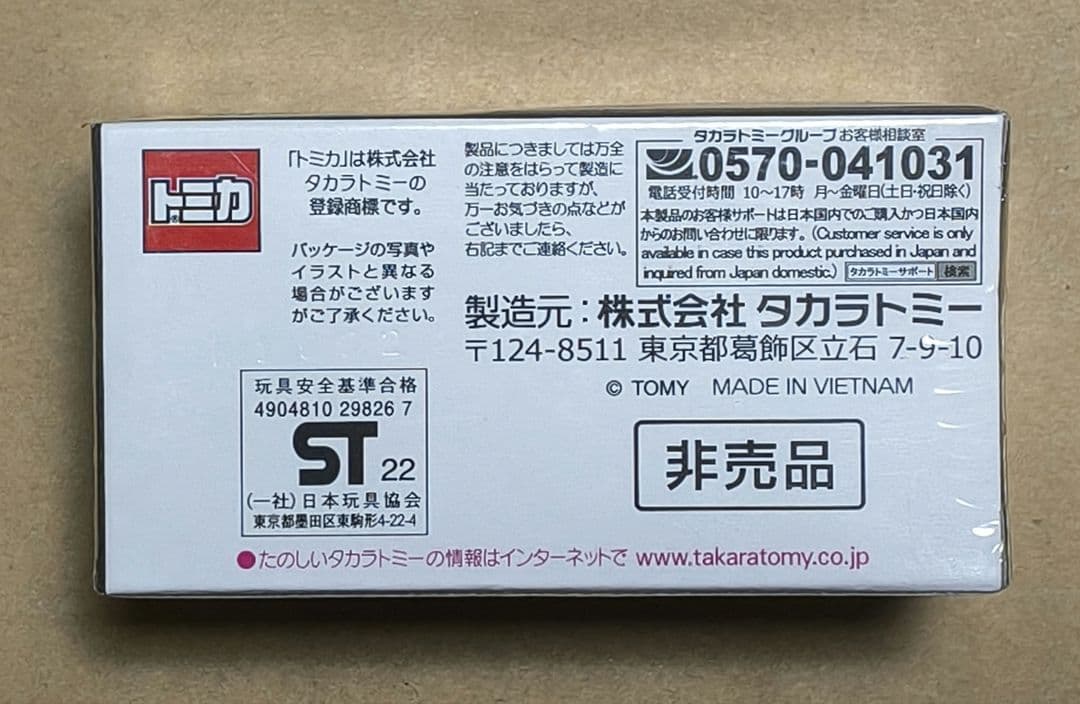 トミカ®
「トミカ」は株式会社
タカラトミーの
登録商標です。
パッケージの写真や
イラストと異なる
場合がございます
がご了承ください。
製品につきましては万全
の注意をはらって製造に
当たっておりますが、
万一お気づきの点などが
ございましたら、
右記までご連絡ください。
タカラトミーグループ お客様相談室
0570-041031
電話受付時間 10～17時 月～金曜日(土日・祝日除く)
本製品のお客様サポートは日本国内でのご購入かつ日本国内
からのお問い合わせに限ります。(Customer service is only
available in case this product purchased in Japan and
inquired from Japan domestic.) タカラトミーサポート 検索
製造元：株式会社 タカラトミー
〒124-8511 東京都葛飾区立石 7-9-10
© TOMY MADE IN VIETNAM
玩具安全基準合格
4904810 29826 7
ST 22
(一社)日本玩具協会
東京都墨田区東駒形4-22-4
非売品
●たのしいタカラトミーの情報はインターネットで www.takaratomy.co.jp